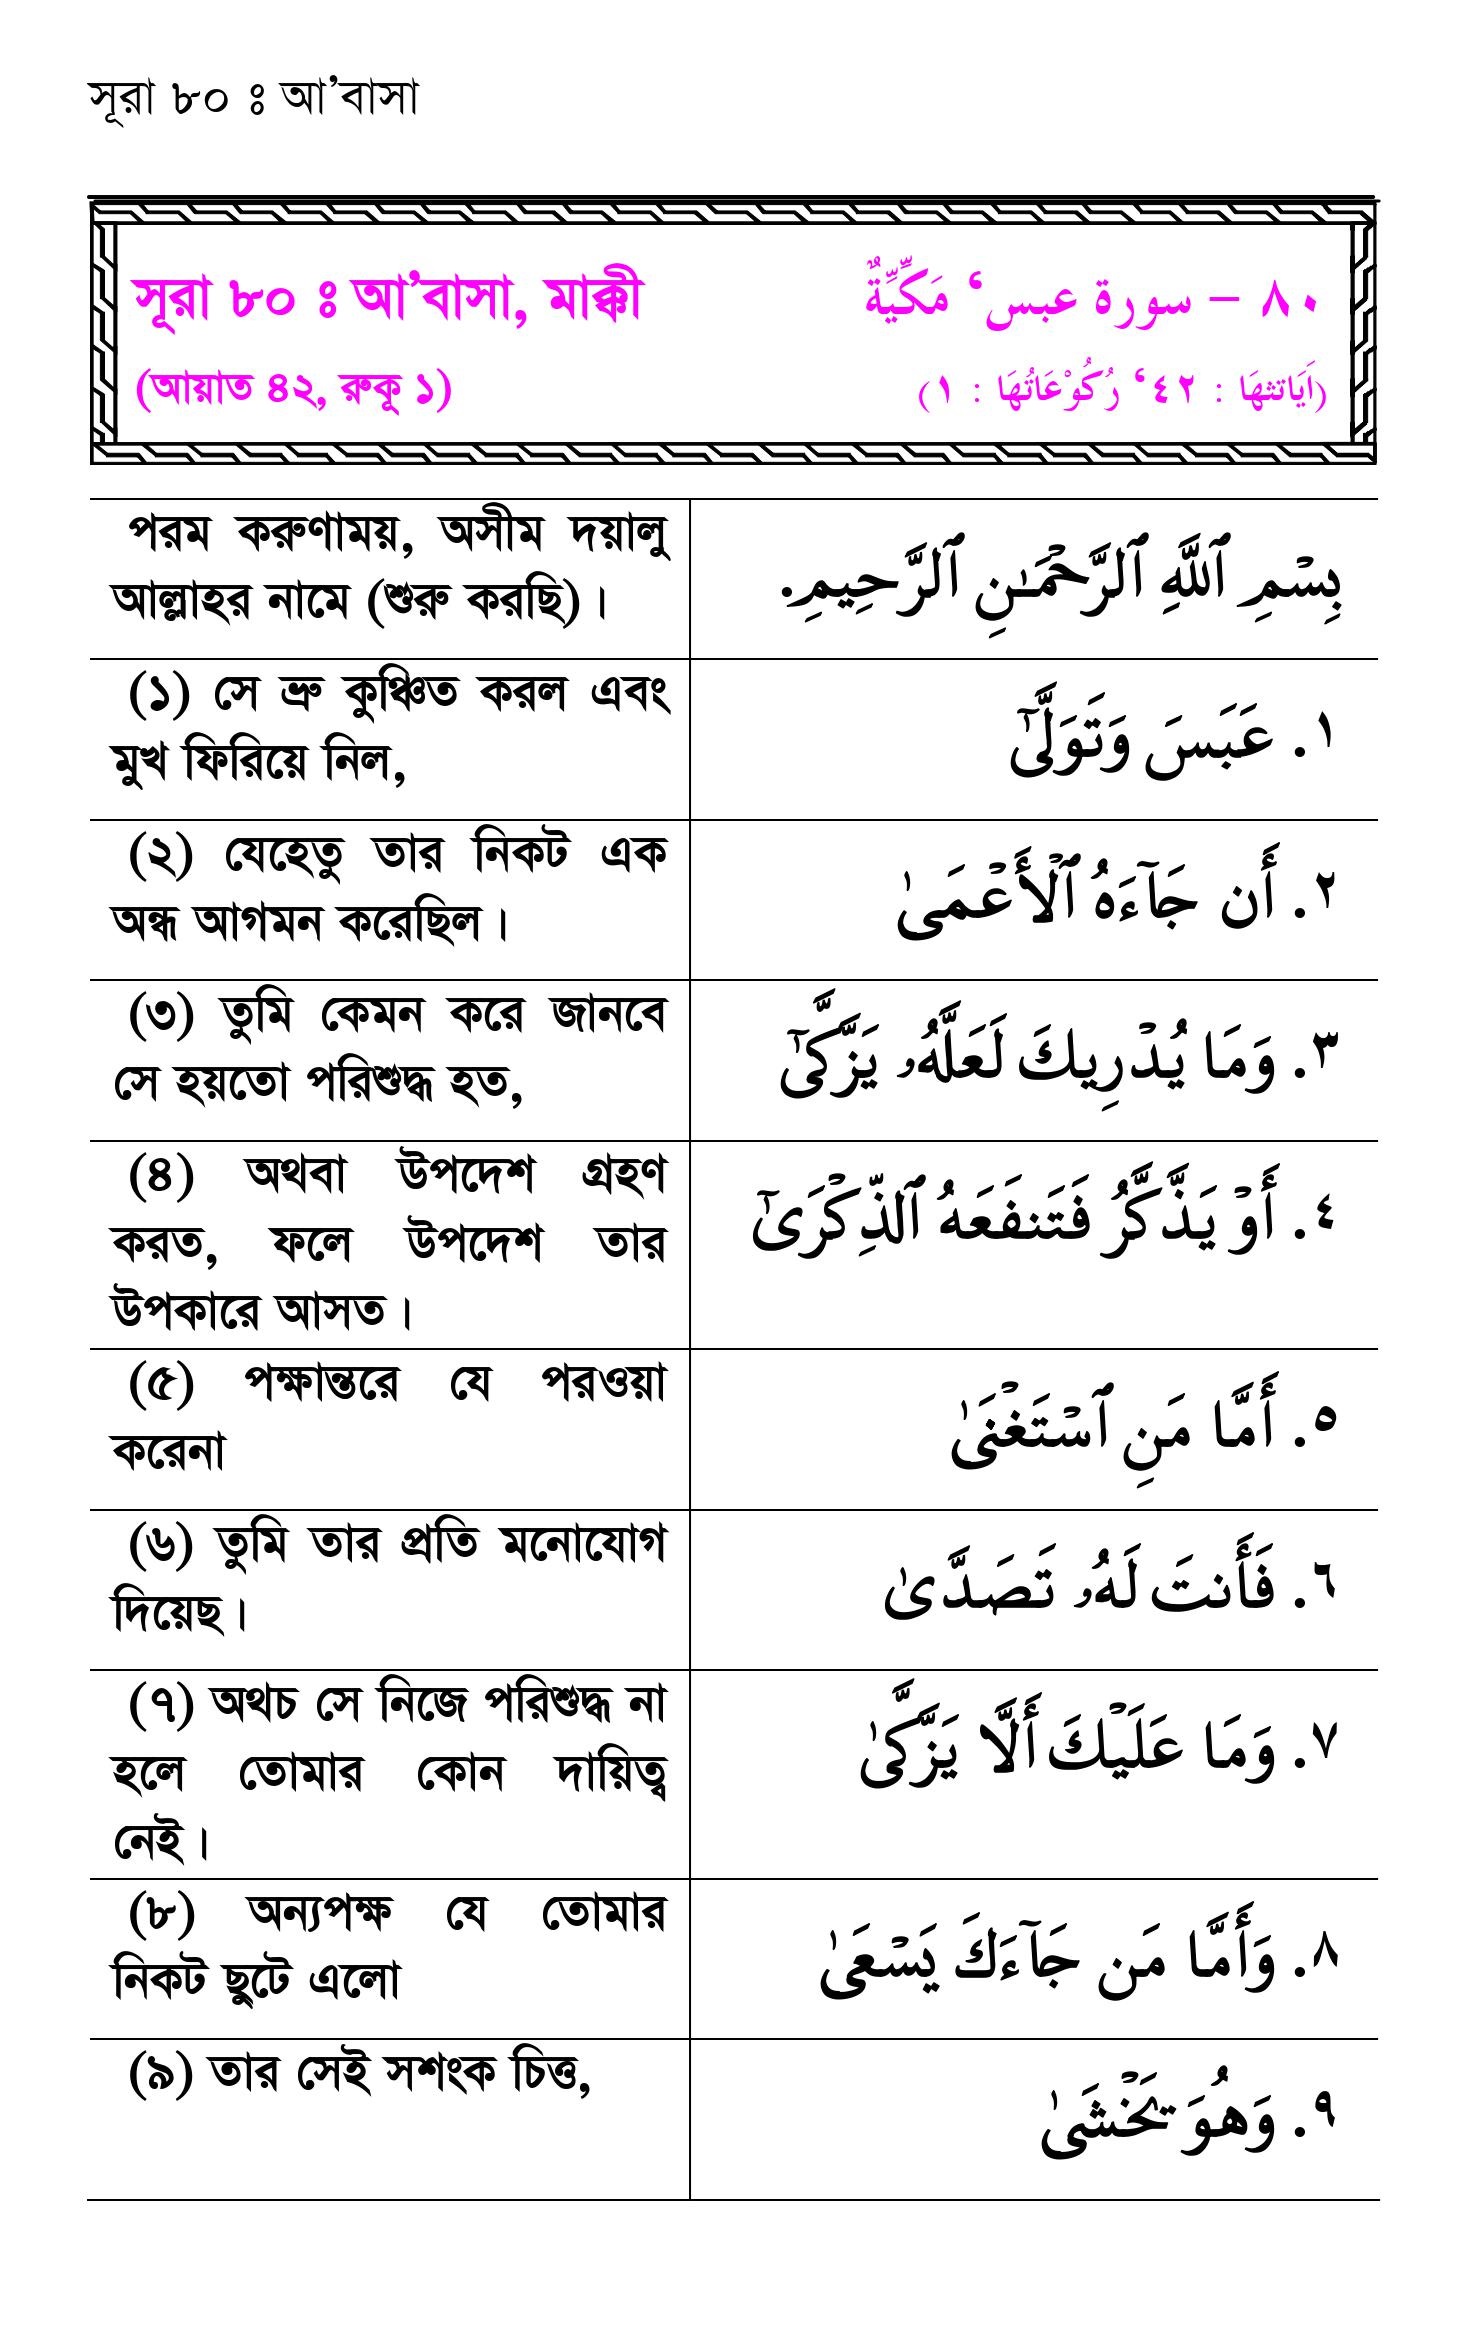 সূরা ৮০ ঃ আ’বাসা
সূরা ৮০ ঃ আ’বাসা, মাক্কী
٨٠ – سورة عبس‘ مَكِّيَّةٌ
(আয়াত ৪২, রুকূ ১)
(اَيَاتثهَا : ٤٢‘ رُكُوْعَاتُهَا : ١)
পরম করুণাময়, অসীম দয়ালু
আল্লাহর নামে (শুরু করছি)।
بِسْمِ ٱللَّهِ ٱلرَّحْمَـٰنِ ٱلرَّحِيمِ.
(১) সে ভ্রু কুঞ্চিত করল এবং
মুখ ফিরিয়ে নিল,
١. عَبَسَ وَتَوَلَّىٰٓ
(২) যেহেতু তার নিকট এক
অন্ধ আগমন করেছিল।
٢. أَن جَآءَهُ ٱلْأَعْمَىٰ
(৩) তুমি কেমন করে জানবে
সে হয়তো পরিশুদ্ধ হত,
٣. وَمَا يُدْرِيكَ لَعَلَّهُۥ يَزَّكَّىٰٓ
(৪) অথবা উপদেশ গ্রহণ
করত, ফলে উপদেশ তার
উপকারে আসত।
٤. أَوْ يَذَّكَّرُ فَتَنفَعَهُ ٱلذِّكْرَىٰٓ
(৫) পক্ষান্তরে যে পরওয়া
করেনা
٥. أَمَّا مَنِ ٱسْتَغْنَىٰ
(৬) তুমি তার প্রতি মনোযোগ
দিয়েছ।
٦. فَأَنتَ لَهُۥ تَصَدَّىٰ
(৭) অথচ সে নিজে পরিশুদ্ধ না
হলে তোমার কোন দায়িত্ব
নেই।
٧. وَمَا عَلَيْكَ أَلَّا يَزَّكَّىٰ
(৮) অন্যপক্ষ যে তোমার
নিকট ছুটে এলো
٨. وَأَمَّا مَن جَآءَكَ يَسْعَىٰ
(৯) তার সেই সশংক চিত্ত,
٩. وَهُوَ يَخْشَىٰ